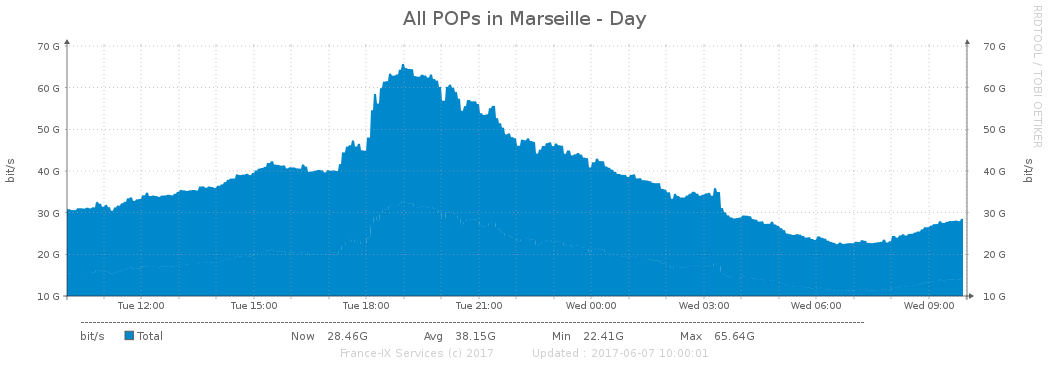 All POPs in Marseille - Day
RRDTOOL / TOBI OETIKER
bit/s
70 G
60 G
50 G
40 G
30 G
20 G
10 G
70 G
60 G
50 G
40 G
30 G
20 G
10 G
bit/s
Tue 12:00 Tue 15:00 Tue 18:00 Tue 21:00 Wed 00:00 Wed 03:00 Wed 06:00 Wed 09:00
bit/s Total Now 28.46G Avg 38.15G Min 22.41G Max 65.64G
France-IX Services (c) 2017 Updated : 2017-06-07 10:00:01